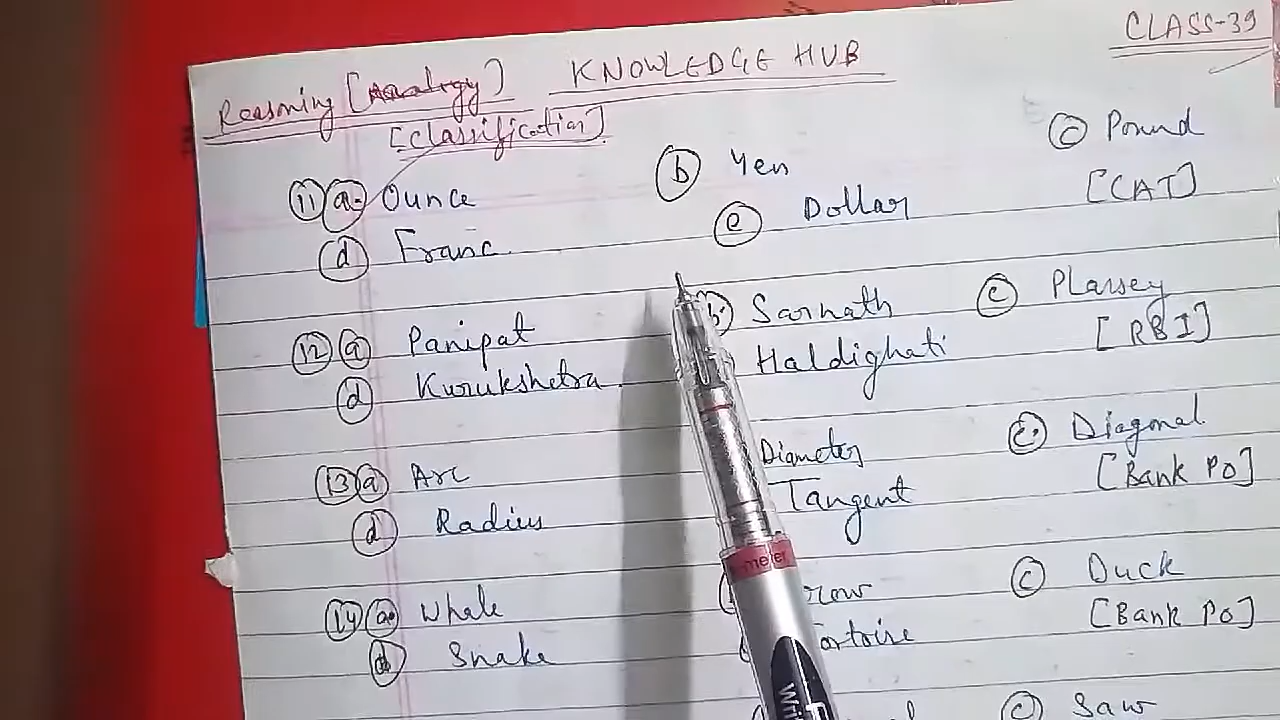 CLASS-39
Reasoning [Analogy] KNOWLEDGE HUB
[Classification]
11 a Ounce b Yen c Pound
d Franc e Dollar [CAT]
12 a Panipat b Sarnath c Plassey
d Kurukshetra Haldighati [RBI]
13 a Arc Diameter c Diagonal
d Radius Tangent [Bank PO]
14 a Whale c Duck
d Snake [Bank PO]
c Saw
meter